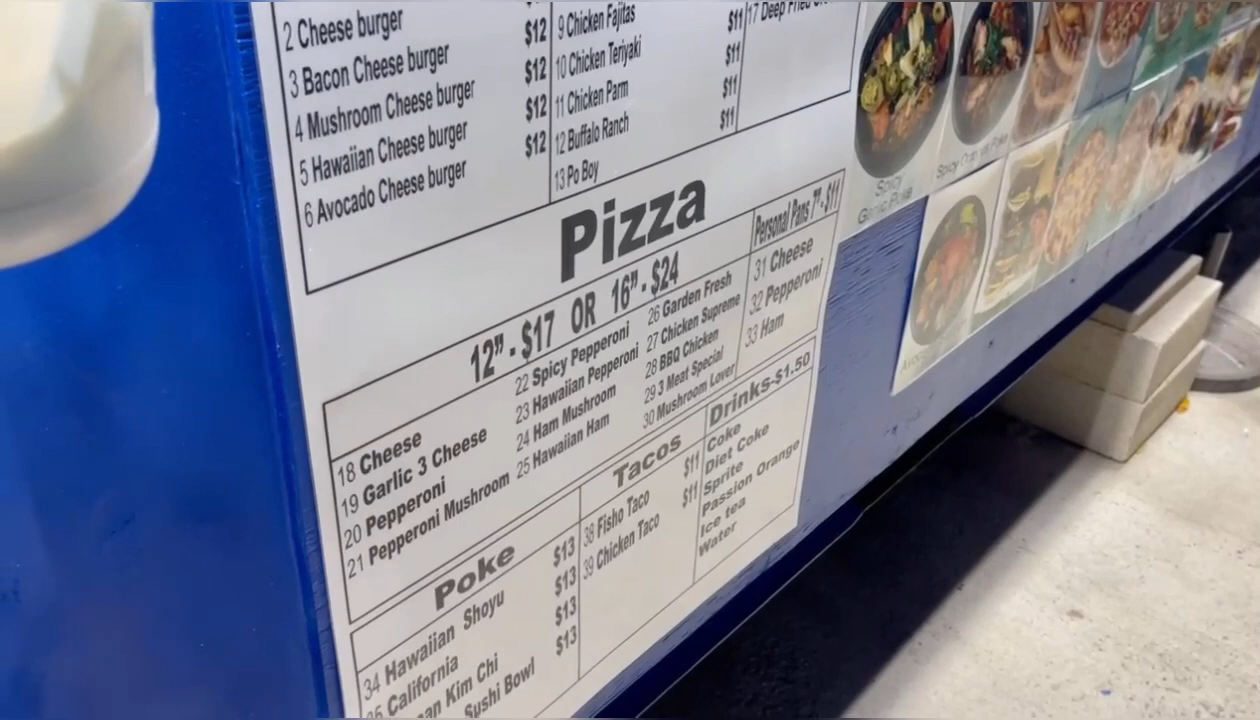 2 Cheese burger
3 Bacon Cheese burger $12
4 Mushroom Cheese burger $12
5 Hawaiian Cheese burger $12
6 Avocado Cheese burger $12
9 Chicken Fajitas
10 Chicken Teriyaki $11
11 Chicken Parm $11
12 Buffalo Ranch $11
13 Po Boy $11
17 Deep Fried
Pizza
12” - $17 OR 16” - $24
18 Cheese
19 Garlic 3 Cheese
20 Pepperoni
21 Pepperoni Mushroom
22 Spicy Pepperoni
23 Hawaiian Pepperoni
24 Ham Mushroom
25 Hawaiian Ham
26 Garden Fresh
27 Chicken Supreme
28 BBQ Chicken
29 3 Meat Special
30 Mushroom Lover
Personal Pans 7"-$11
31 Cheese
32 Pepperoni
33 Ham
Poke
34 Hawaiian Shoyu $13
35 California $13
Kim Chi $13
Sushi Bowl $13
Tacos
38 Fisho Taco $11
39 Chicken Taco $11
Drinks-$1.50
Coke
Diet Coke
Sprite
Passion Orange
Ice tea
Water
Spicy
Garlic Poke
Spicy